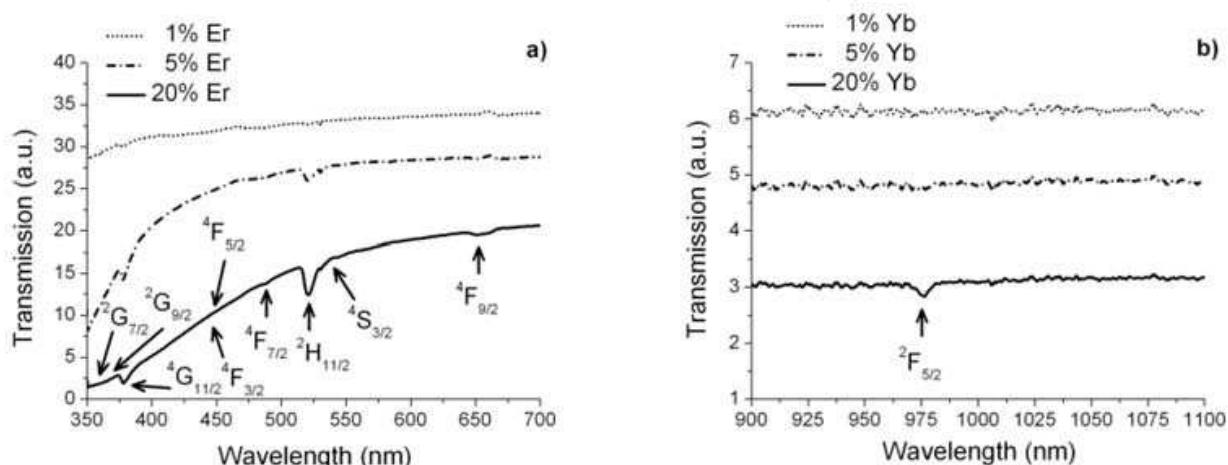 1% Er
5% Er
20% Er
a)
40
35
30
25
20
15
10
5
0
Transmission (a.u.)
²G₇/₂
²G₉/₂
⁴G₁₁/₂
⁴F₅/₂
⁴F₃/₂
⁴F₇/₂
²H₁₁/₂
⁴S₃/₂
⁴F₉/₂
350 400 450 500 550 600 650 700
Wavelength (nm)
1% Yb
5% Yb
20% Yb
b)
7
6
5
4
3
2
1
Transmission (a.u.)
²F₅/₂
900 925 950 975 1000 1025 1050 1075 1100
Wavelength (nm)